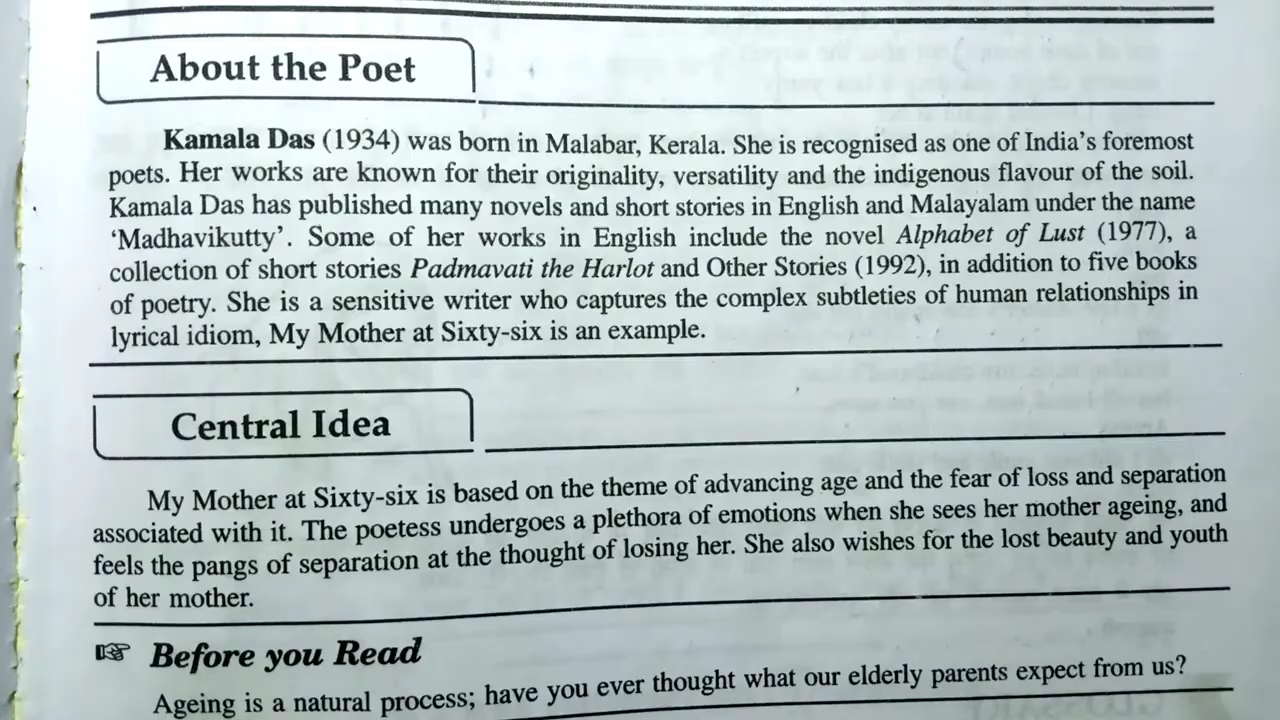 About the Poet
Kamala Das (1934) was born in Malabar, Kerala. She is recognised as one of India's foremost
poets. Her works are known for their originality, versatility and the indigenous flavour of the soil.
Kamala Das has published many novels and short stories in English and Malayalam under the name
'Madhavikutty'. Some of her works in English include the novel Alphabet of Lust (1977), a
collection of short stories Padmavati the Harlot and Other Stories (1992), in addition to five books
of poetry. She is a sensitive writer who captures the complex subtleties of human relationships in
lyrical idiom, My Mother at Sixty-six is an example.
Central Idea
My Mother at Sixty-six is based on the theme of advancing age and the fear of loss and separation
associated with it. The poetess undergoes a plethora of emotions when she sees her mother ageing, and
feels the pangs of separation at the thought of losing her. She also wishes for the lost beauty and youth
of her mother.
☞ Before you Read
Ageing is a natural process; have you ever thought what our elderly parents expect from us?